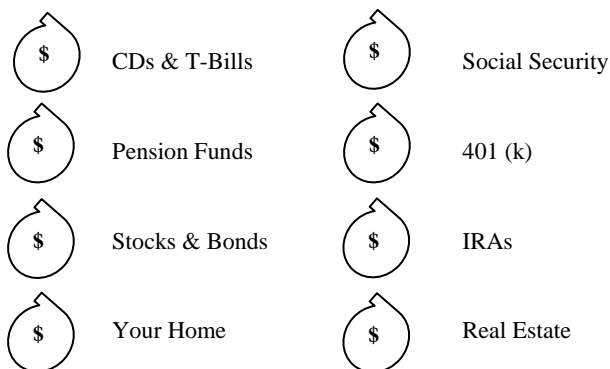 $ CDs & T-Bills $ Social Security
$ Pension Funds $ 401 (k)
$ Stocks & Bonds $ IRAs
$ Your Home $ Real Estate